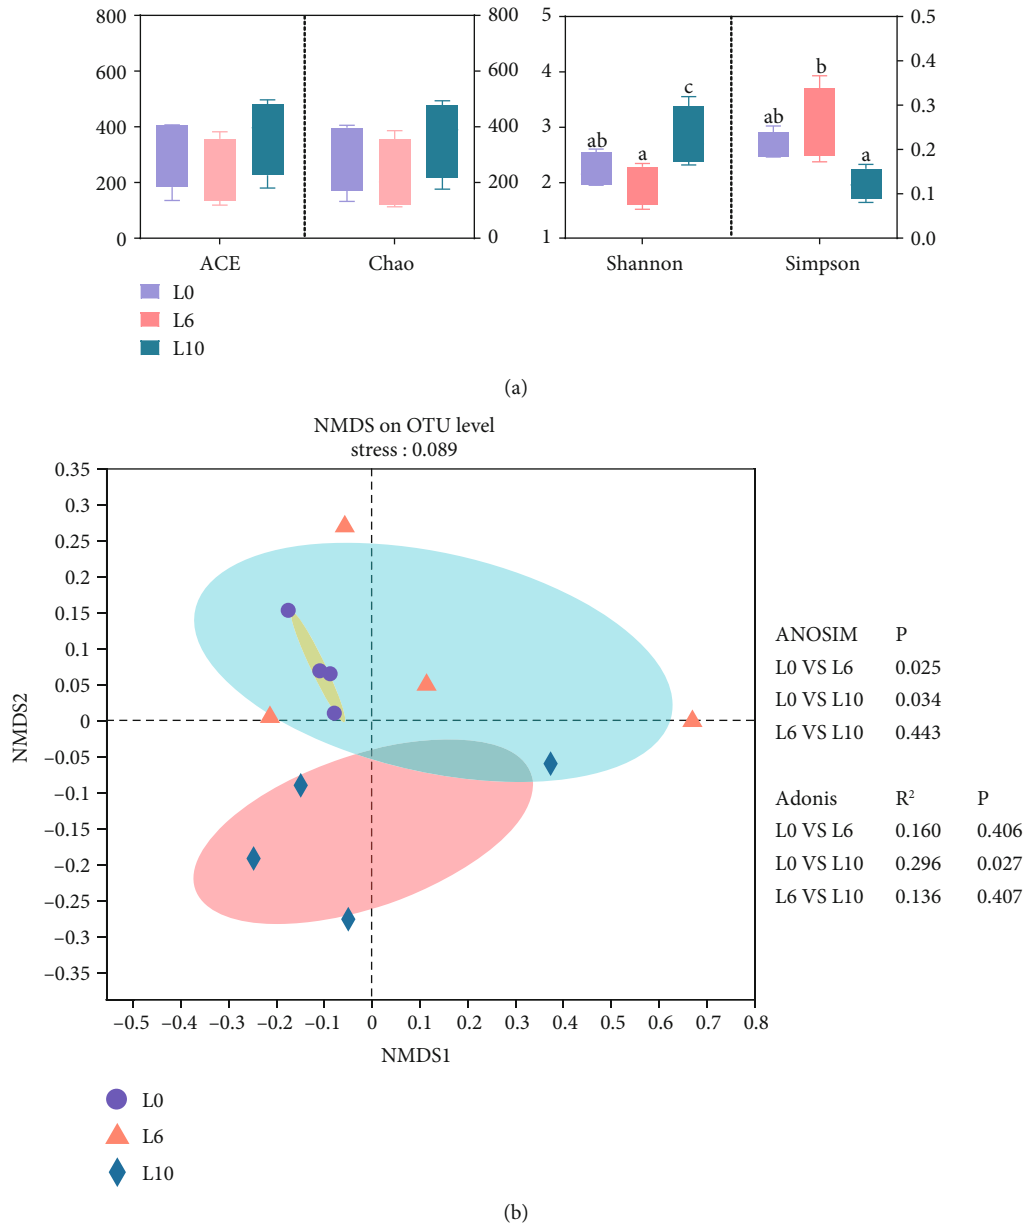 800
600
400
200
0
800
600
400
200
0
ACE
Chao
5
4
3
2
1
0.5
0.4
0.3
0.2
0.1
0.0
ab
a
c
ab
b
a
Shannon
Simpson
L0
L6
L10
(a)
NMDS on OTU level
stress : 0.089
NMDS2
0.35
0.3
0.25
0.2
0.15
0.1
0.05
0
–0.05
–0.1
–0.15
–0.2
–0.25
–0.3
–0.35
–0.5 –0.4 –0.3 –0.2 –0.1 0 0.1 0.2 0.3 0.4 0.5 0.6 0.7 0.8
NMDS1
ANOSIM P
L0 VS L6 0.025
L0 VS L10 0.034
L6 VS L10 0.443
Adonis R² P
L0 VS L6 0.160 0.406
L0 VS L10 0.296 0.027
L6 VS L10 0.136 0.407
L0
L6
L10
(b)